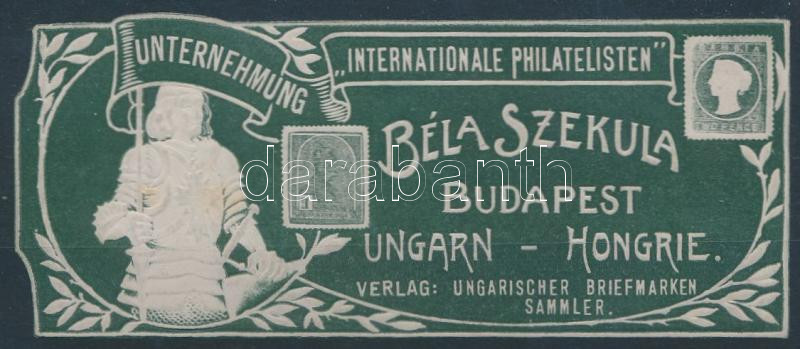 UNTERNEHMUNG
„INTERNATIONALE PHILATELISTEN"
BÉLA SZEKULA
BUDAPEST
UNGARN – HONGRIE.
VERLAG: UNGARISCHER BRIEFMARKEN
SAMMLER.
darabanth